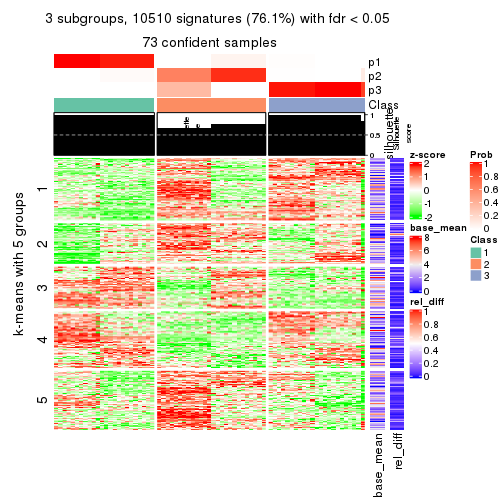 3 subgroups, 10510 signatures (76.1%) with fdr < 0.05
73 confident samples
p1
p2
p3
Class
1
0.5
0
silhouette
Silhouette
score
k-means with 5 groups
1
2
3
4
5
base_mean
rel_diff
z-score
2
1
0
-1
-2
base_mean
8
6
4
2
0
rel_diff
1
0.8
0.6
0.4
0.2
0
Prob
1
0.8
0.6
0.4
0.2
0
Class
1
2
3